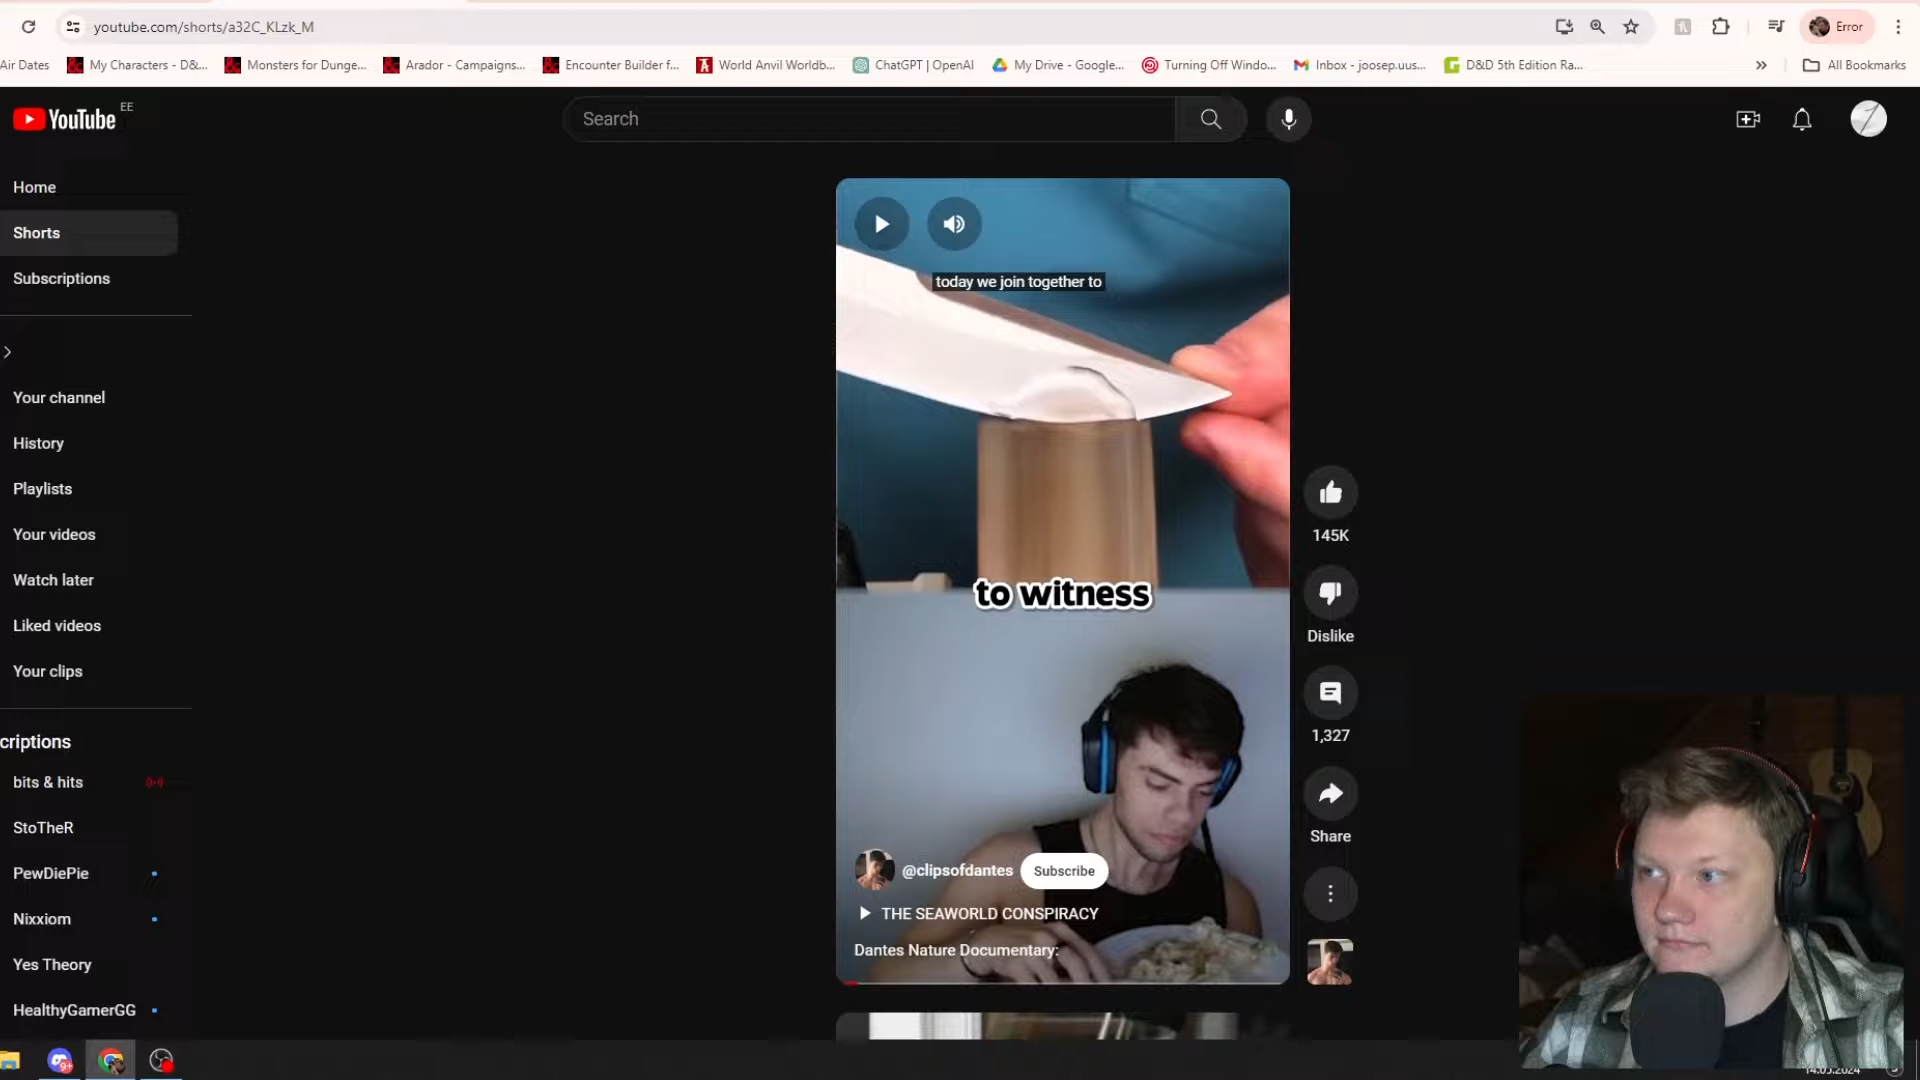 youtube.com/shorts/a32C_KLzk_M
Error
Air Dates
My Characters - D&...
Monsters for Dunge...
Arador - Campaigns...
Encounter Builder f...
World Anvil Worldb...
ChatGPT | OpenAI
My Drive - Google...
Turning Off Windo...
Inbox - joosep.uus...
D&D 5th Edition Ra...
»
All Bookmarks
YouTube
EE
Search
Home
Shorts
Subscriptions
Your channel
History
Playlists
Your videos
Watch later
Liked videos
Your clips
criptions
bits & hits
StoTheR
PewDiePie
Nixxiom
Yes Theory
HealthyGamerGG
today we join together to
to witness
@clipsofdantes
Subscribe
THE SEAWORLD CONSPIRACY
Dantes Nature Documentary:
145K
Dislike
1,327
Share
9+